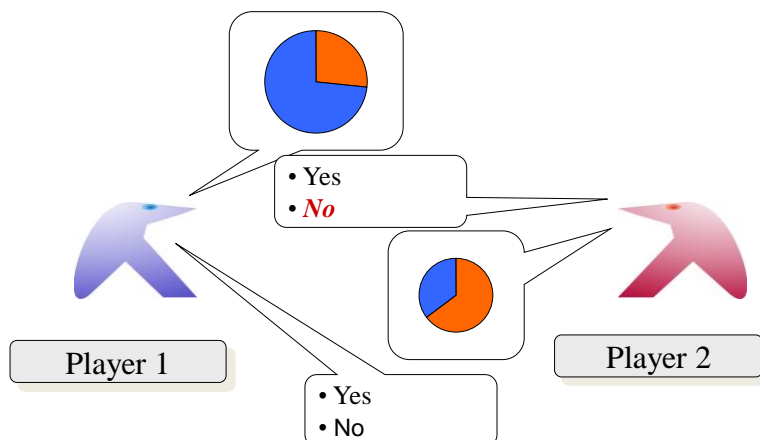 • Yes
• No
Player 1
Player 2
• Yes
• No